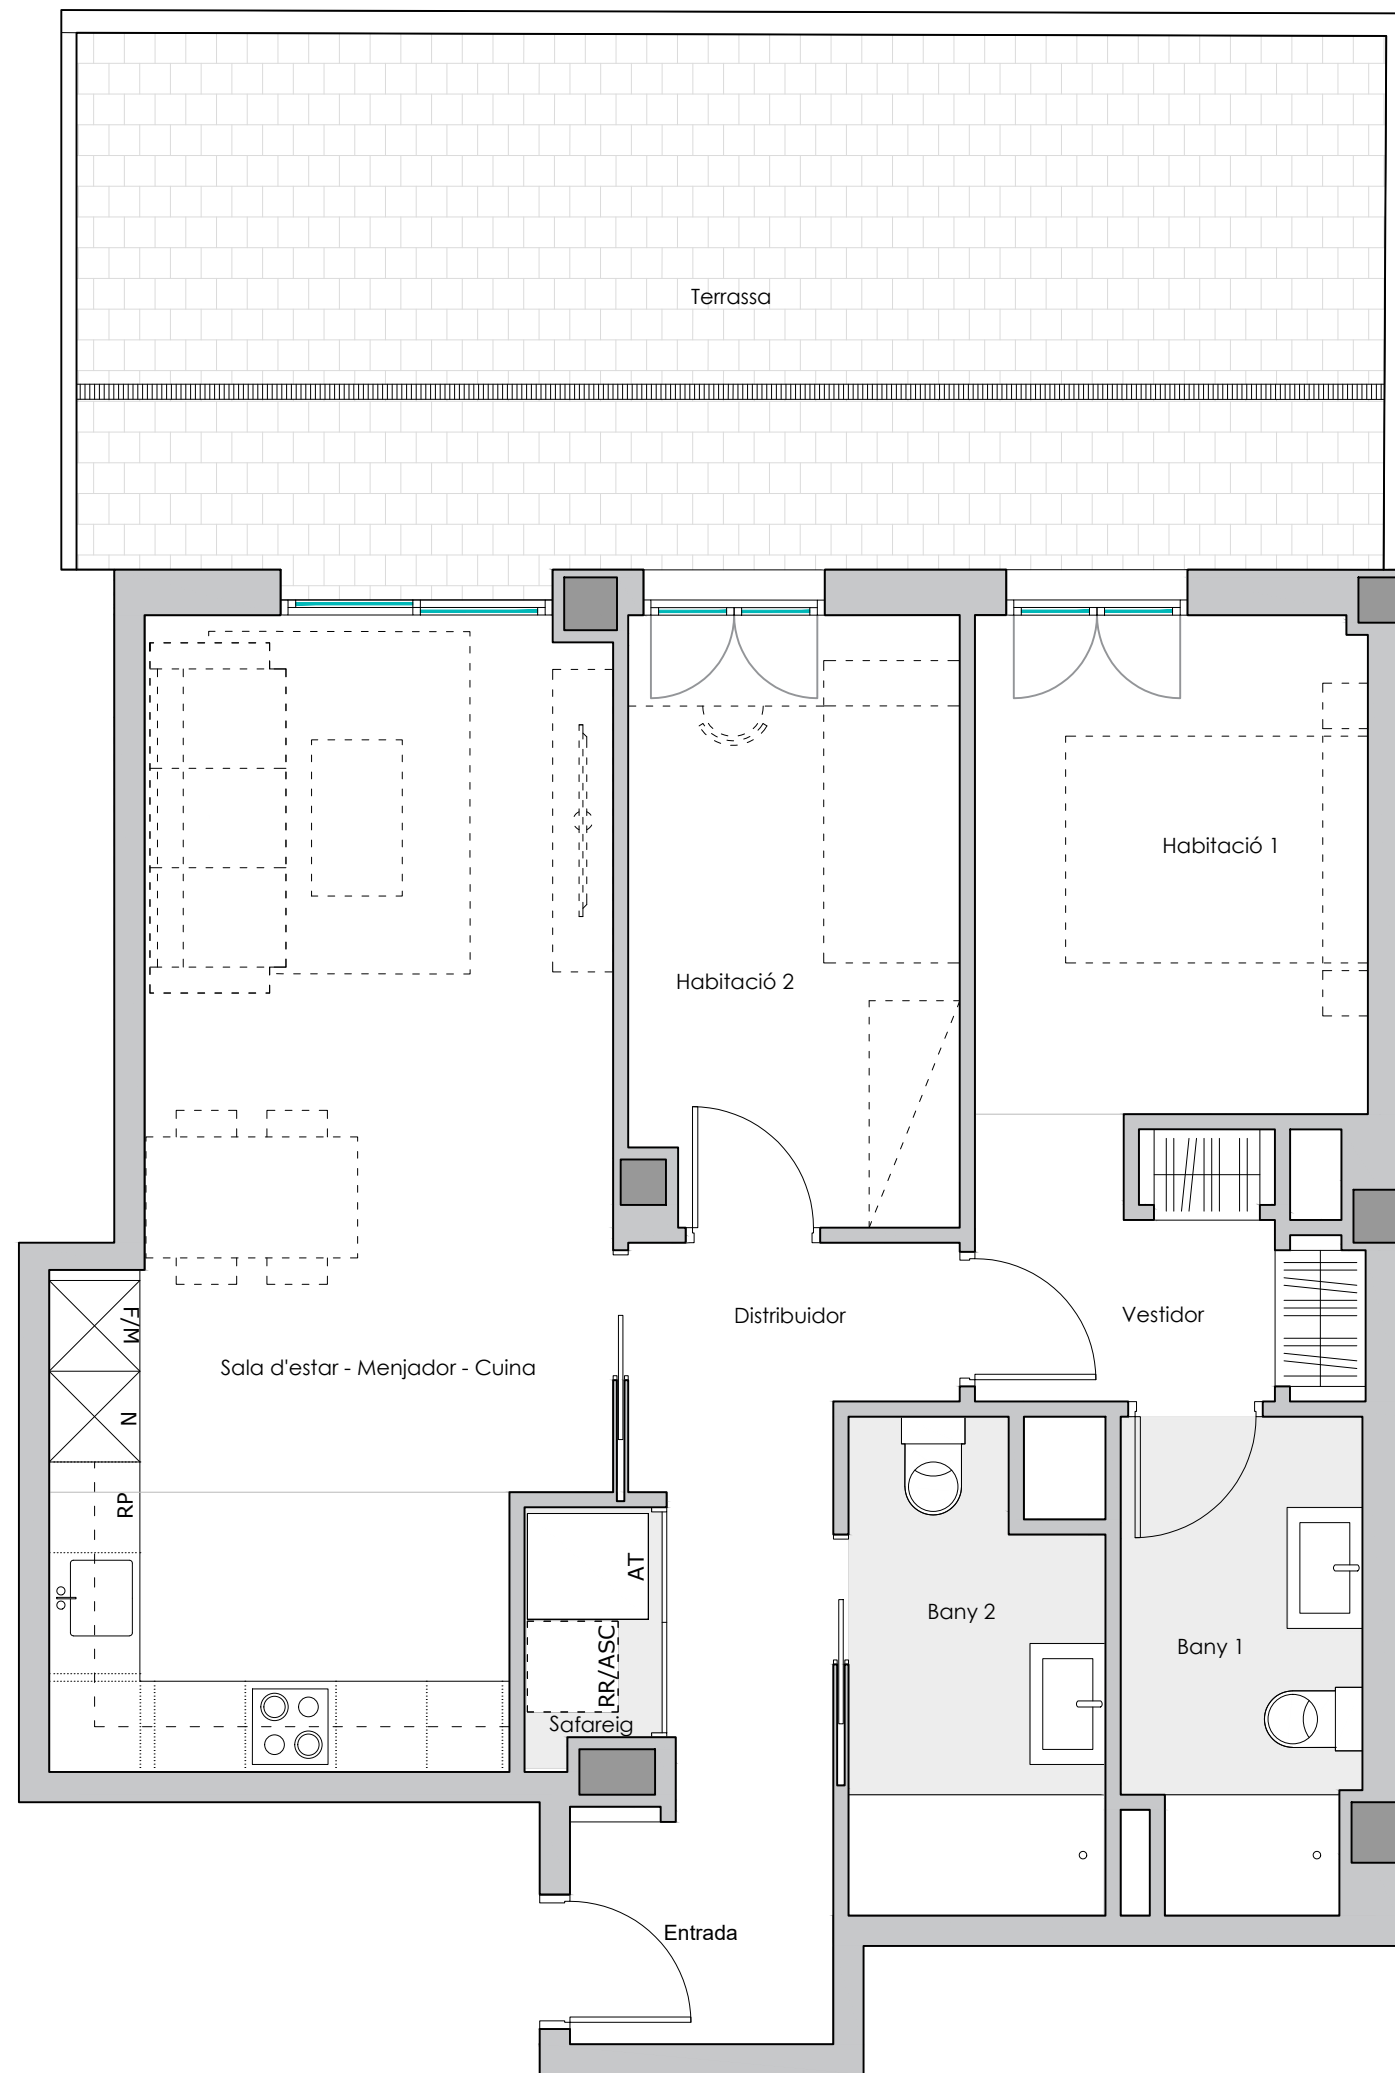 Terrassa
Habitació 1
Habitació 2
F/M
Distribuidor
Vestidor
Sala d'estar - Menjador - Cuina
N
RP
AT
Bany 2
Bany 1
RR/ASC
Safareig
Entrada